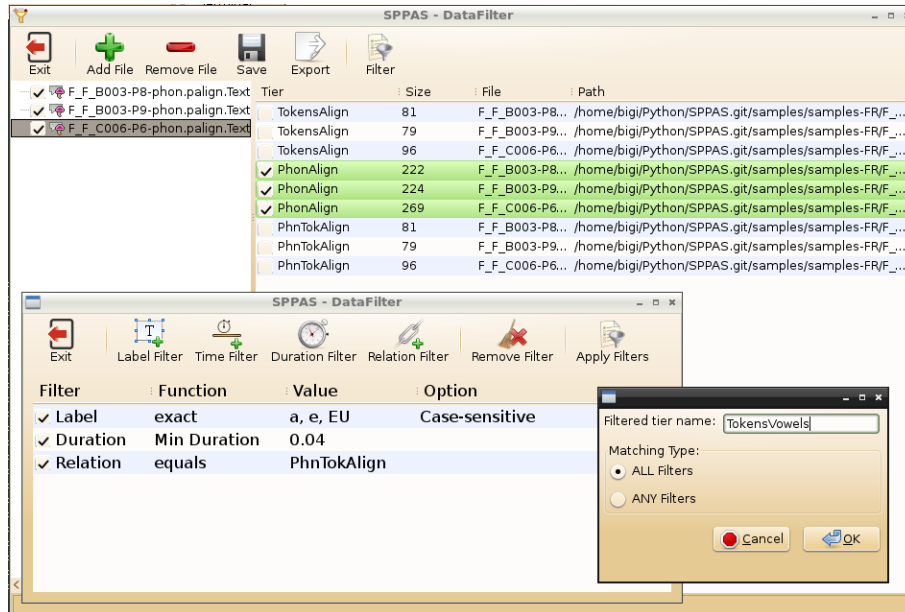 SPPAS - DataFilter
Exit Add File Remove File Save Export Filter
F_F_B003-P8-phon.palign.Text
F_F_B003-P9-phon.palign.Text
F_F_C006-P6-phon.palign.Text
Tier Size File Path
TokensAlign 81 F_F_B003-P8... /home/bigi/Python/SPPAS.git/samples/samples-FR/F_...
TokensAlign 79 F_F_B003-P9... /home/bigi/Python/SPPAS.git/samples/samples-FR/F_...
TokensAlign 96 F_F_C006-P6... /home/bigi/Python/SPPAS.git/samples/samples-FR/F_...
PhonAlign 222 F_F_B003-P8... /home/bigi/Python/SPPAS.git/samples/samples-FR/F_...
PhonAlign 224 F_F_B003-P9... /home/bigi/Python/SPPAS.git/samples/samples-FR/F_...
PhonAlign 269 F_F_C006-P6... /home/bigi/Python/SPPAS.git/samples/samples-FR/F_...
PhnTokAlign 81 F_F_B003-P8... /home/bigi/Python/SPPAS.git/samples/samples-FR/F_...
PhnTokAlign 79 F_F_B003-P9... /home/bigi/Python/SPPAS.git/samples/samples-FR/F_...
PhnTokAlign 96 F_F_C006-P6... /home/bigi/Python/SPPAS.git/samples/samples-FR/F_...
SPPAS - DataFilter
Exit Label Filter Time Filter Duration Filter Relation Filter Remove Filter Apply Filters
Filter Function Value Option
Label exact a, e, EU Case-sensitive
Duration Min Duration 0.04
Relation equals PhnTokAlign
Filtered tier name: TokensVowels
Matching Type:
ALL Filters
ANY Filters
Cancel OK